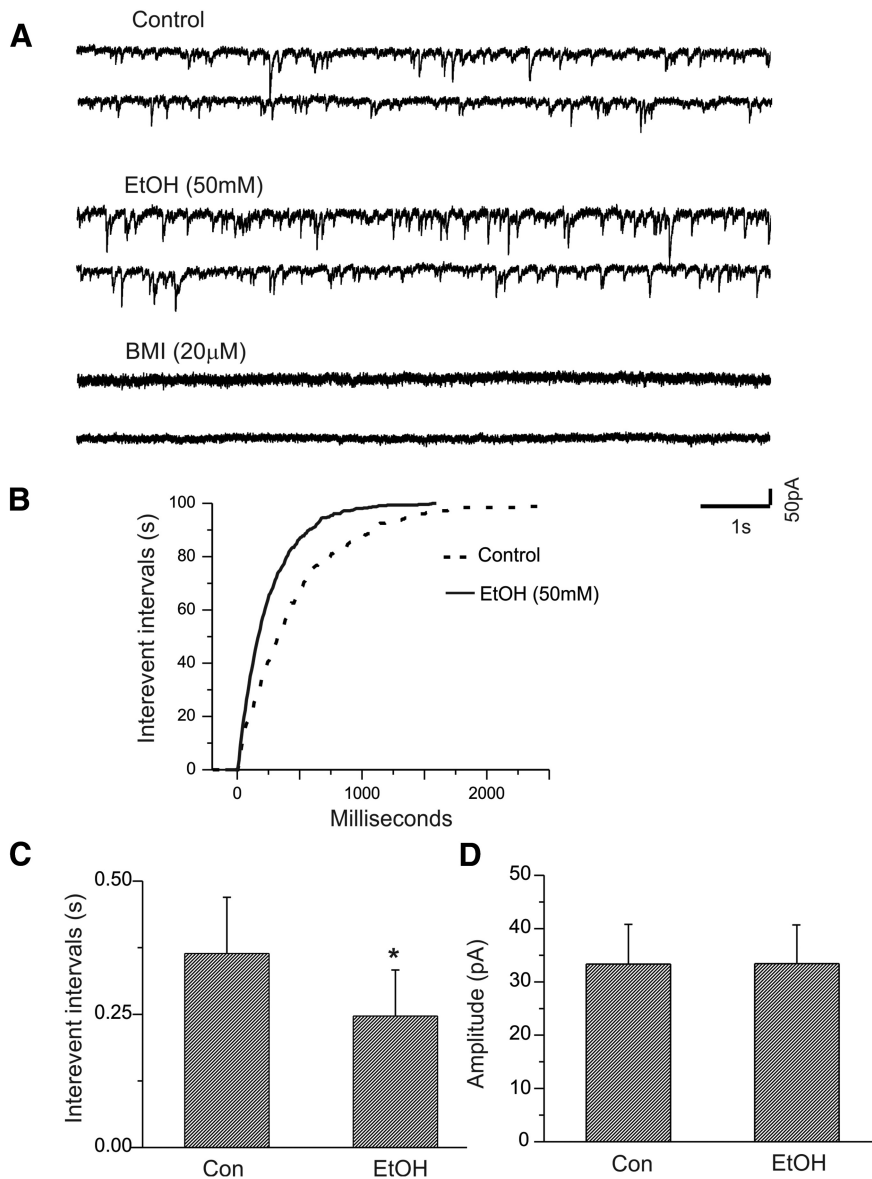 A
Control
EtOH (50mM)
BMI (20μM)
B
Interevent intervals (s)
100
80
60
40
20
0
0
1000
2000
Milliseconds
Control
EtOH (50mM)
1s
50pA
C
Interevent intervals (s)
0.50
0.25
0.00
*
Con
EtOH
D
Amplitude (pA)
50
40
30
20
10
0
Con
EtOH